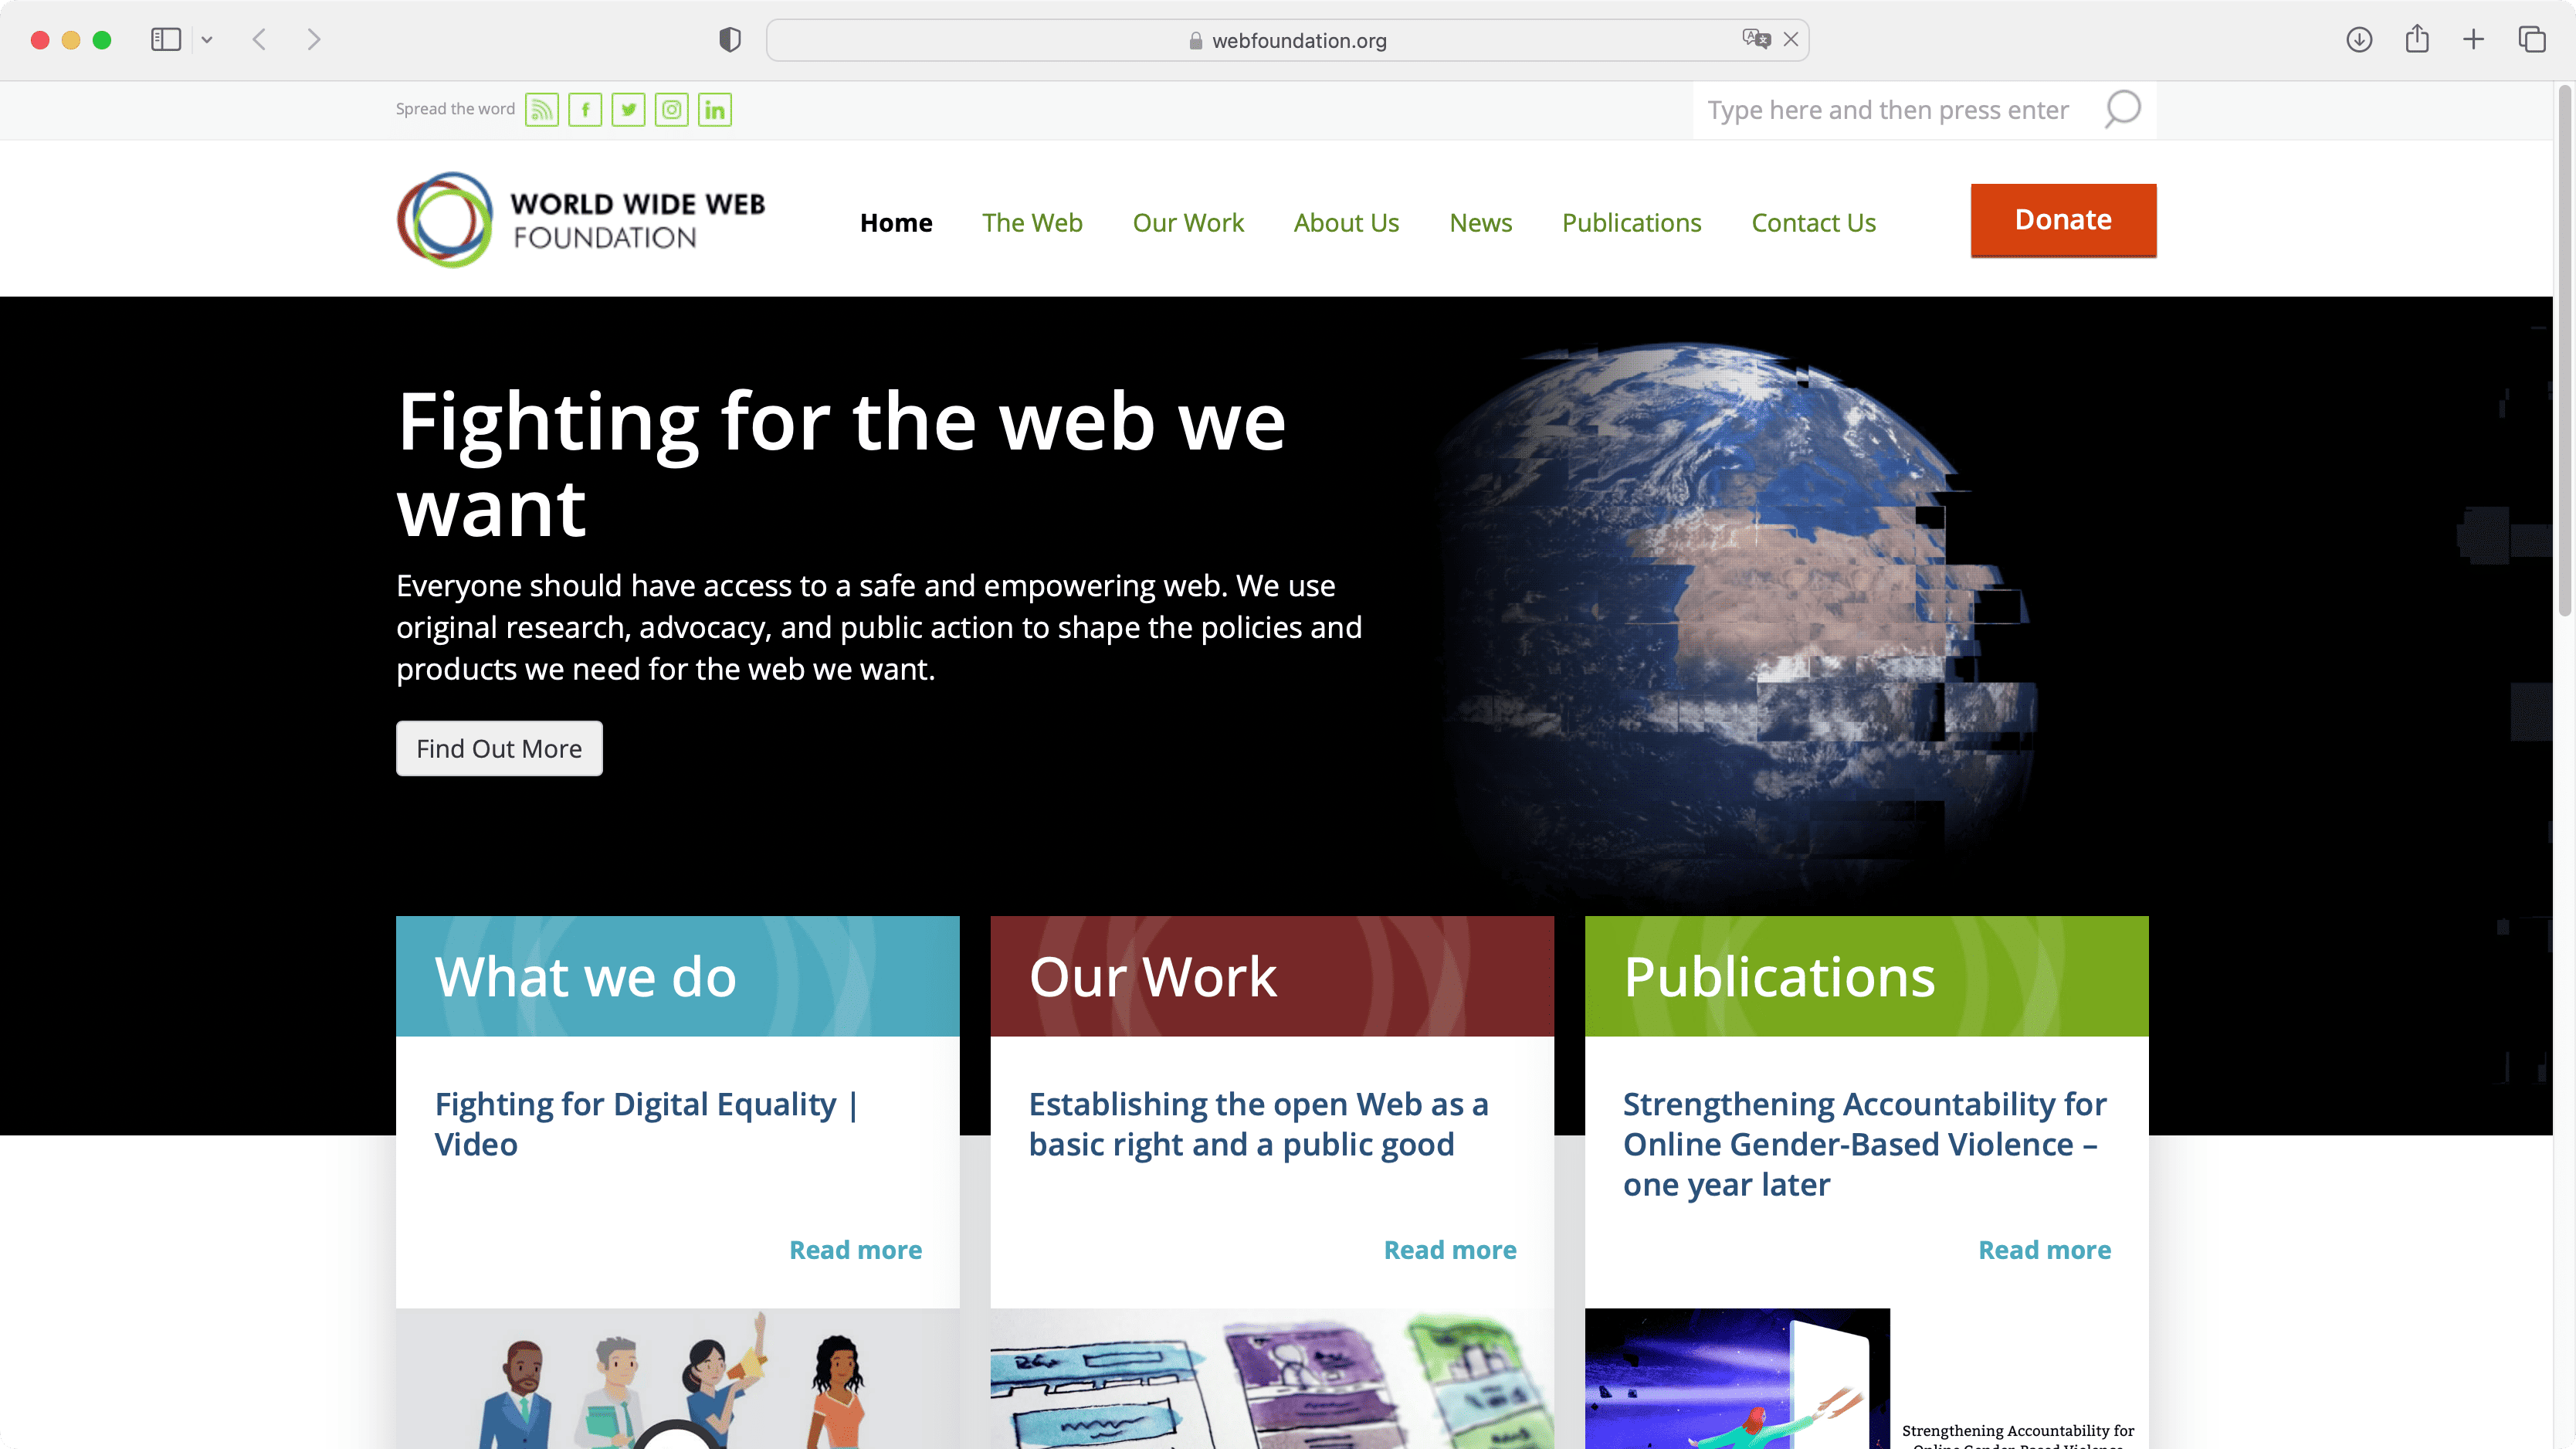 webfoundation.org
Spread the word
Type here and then press enter
WORLD WIDE WEB
FOUNDATION
Home The Web Our Work About Us News Publications Contact Us
Donate
Fighting for the web we
want
Everyone should have access to a safe and empowering web. We use
original research, advocacy, and public action to shape the policies and
products we need for the web we want.
Find Out More
What we do
Fighting for Digital Equality |
Video
Read more
Our Work
Establishing the open Web as a
basic right and a public good
Read more
Publications
Strengthening Accountability for
Online Gender-Based Violence –
one year later
Read more
Strengthening Accountability for